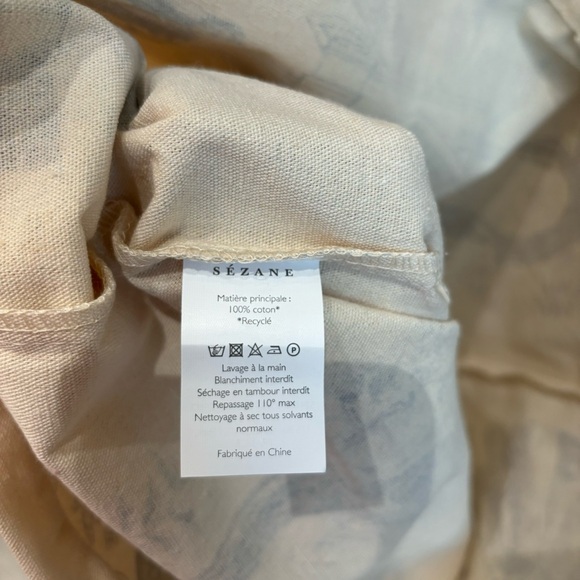 SÉZANE
Matière principale :
100% coton*
*Recyclé
P
Lavage à la main
Blanchiment interdit
Séchage en tambour interdit
Repassage 110° max
Nettoyage à sec tous solvants
normaux
Fabriqué en Chine